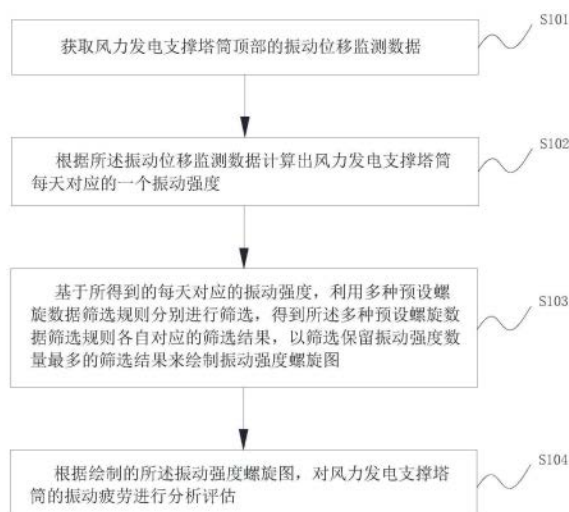 S101
获取风力发电支撑塔筒顶部的振动位移监测数据
S102
根据所述振动位移监测数据计算出风力发电支撑塔筒
每天对应的一个振动强度
S103
基于所得到的每天对应的振动强度，利用多种预设螺
旋数据筛选规则分别进行筛选，得到所述多种预设螺旋数
据筛选规则各自对应的筛选结果，以筛选保留振动强度数
量最多的筛选结果来绘制振动强度螺旋图
S104
根据绘制的所述振动强度螺旋图，对风力发电支撑塔
筒的振动疲劳进行分析评估